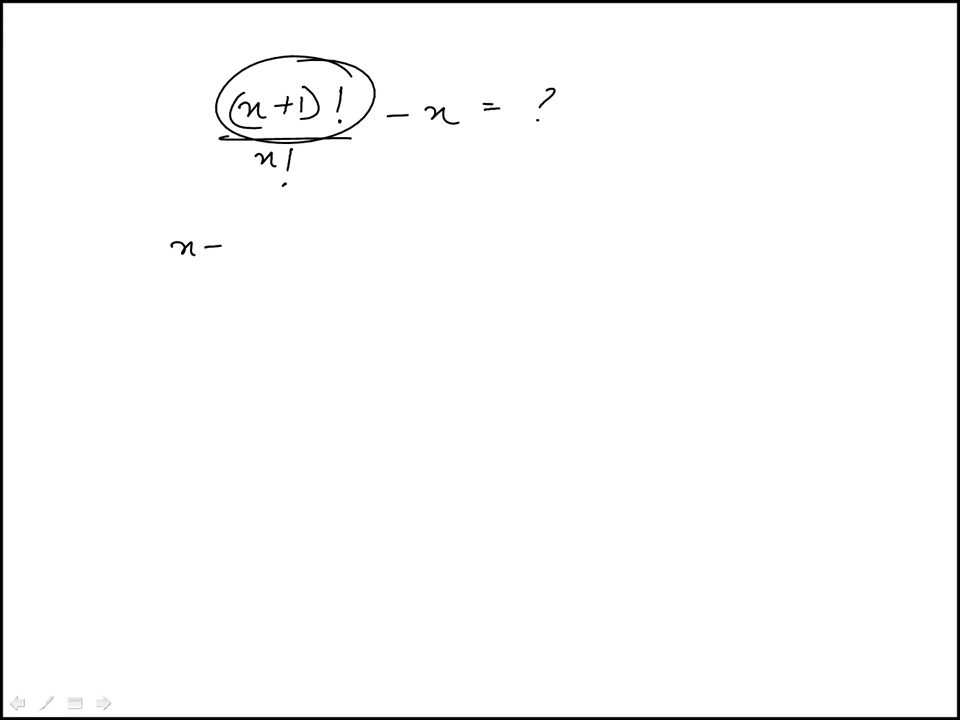 (x+1)! / x! - x = ?
x -